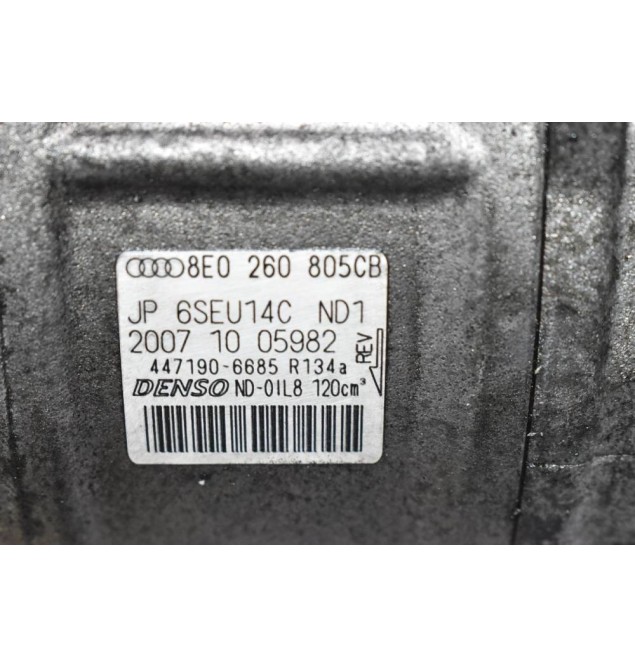 8E0 260 805CB
JP 6SEU14C ND1
2007 10 05982
REV
447190-6685 R134a
DENSO ND-OIL8 120cm³